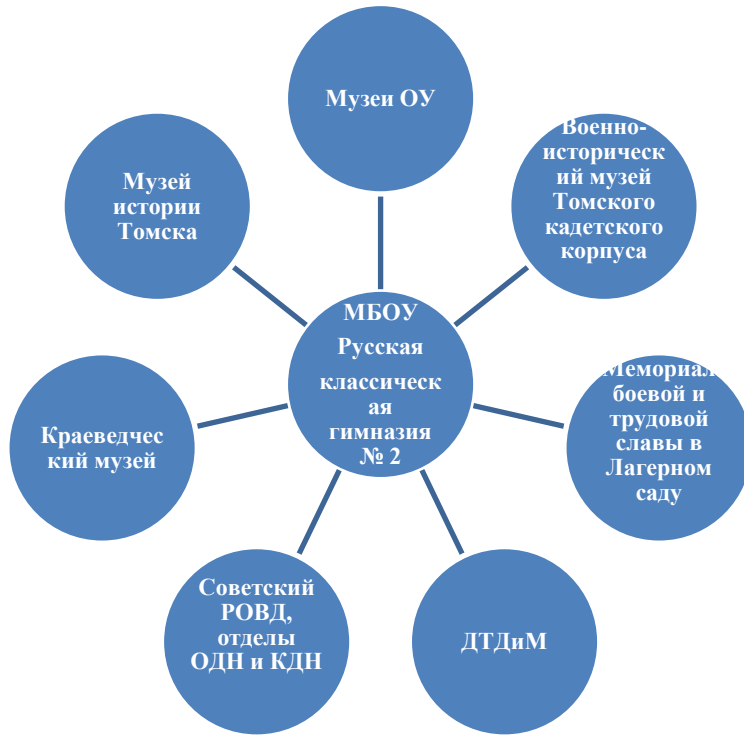 Музеи ОУ
Военно-
историческ
ий музей
Томского
кадетского
корпуса
Музей
истории
Томска
МБОУ
Русская
классическ
ая
гимназия
№ 2
Мемориал
боевой и
трудовой
славы в
Лагерном
саду
Краеведчес
кий музей
Советский
РОВД,
отделы
ОДН и КДН
ДТДиМ